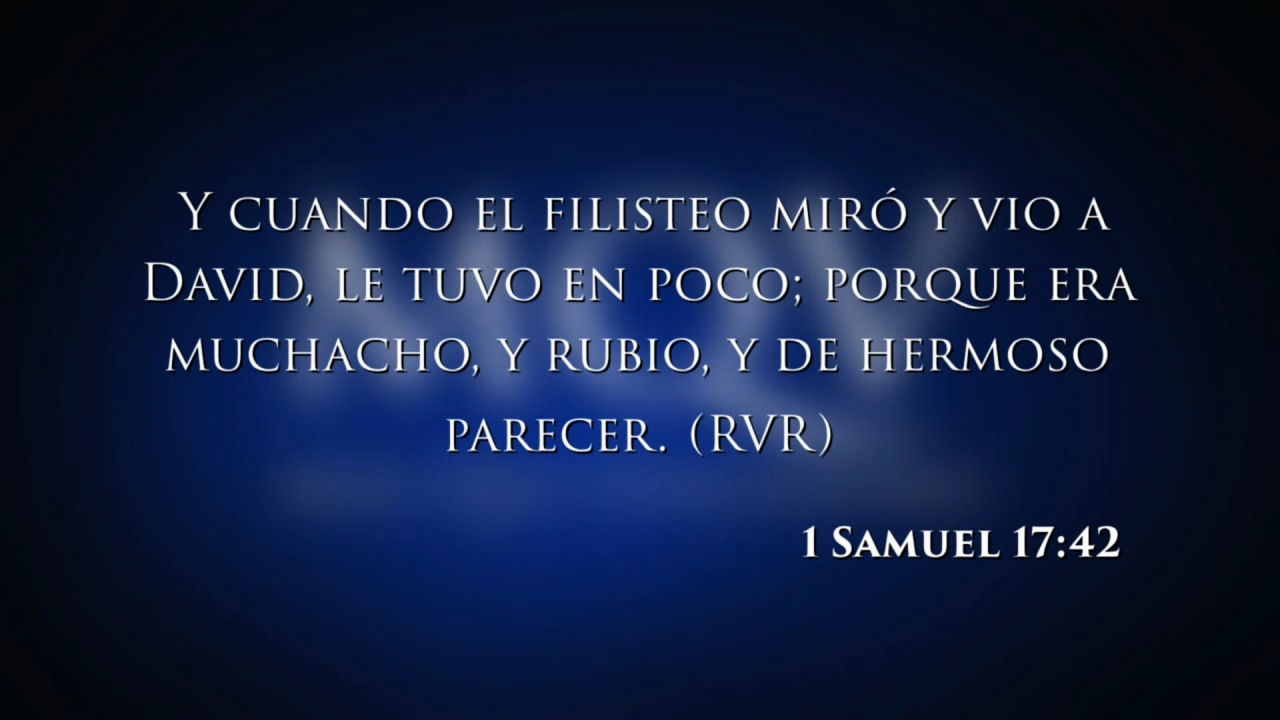 Y cuando el filisteo miró y vio a
David, le tuvo en poco; porque era
muchacho, y rubio, y de hermoso
parecer. (RVR)
1 Samuel 17:42